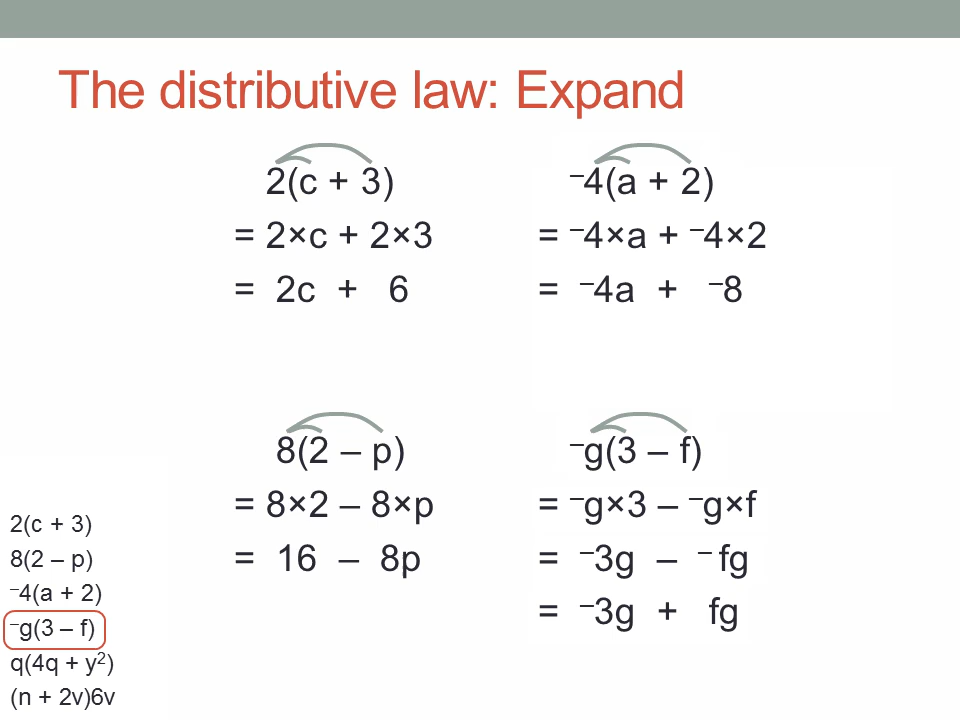 The distributive law: Expand
2(c + 3)
= 2×c + 2×3
= 2c + 6
⁻4(a + 2)
= ⁻4×a + ⁻4×2
= ⁻4a + ⁻8
8(2 – p)
= 8×2 – 8×p
= 16 – 8p
⁻g(3 – f)
= ⁻g×3 – ⁻g×f
= ⁻3g – ⁻ fg
= ⁻3g + fg
2(c + 3)
8(2 – p)
⁻4(a + 2)
⁻g(3 – f)
q(4q + y²)
(n + 2v)6v